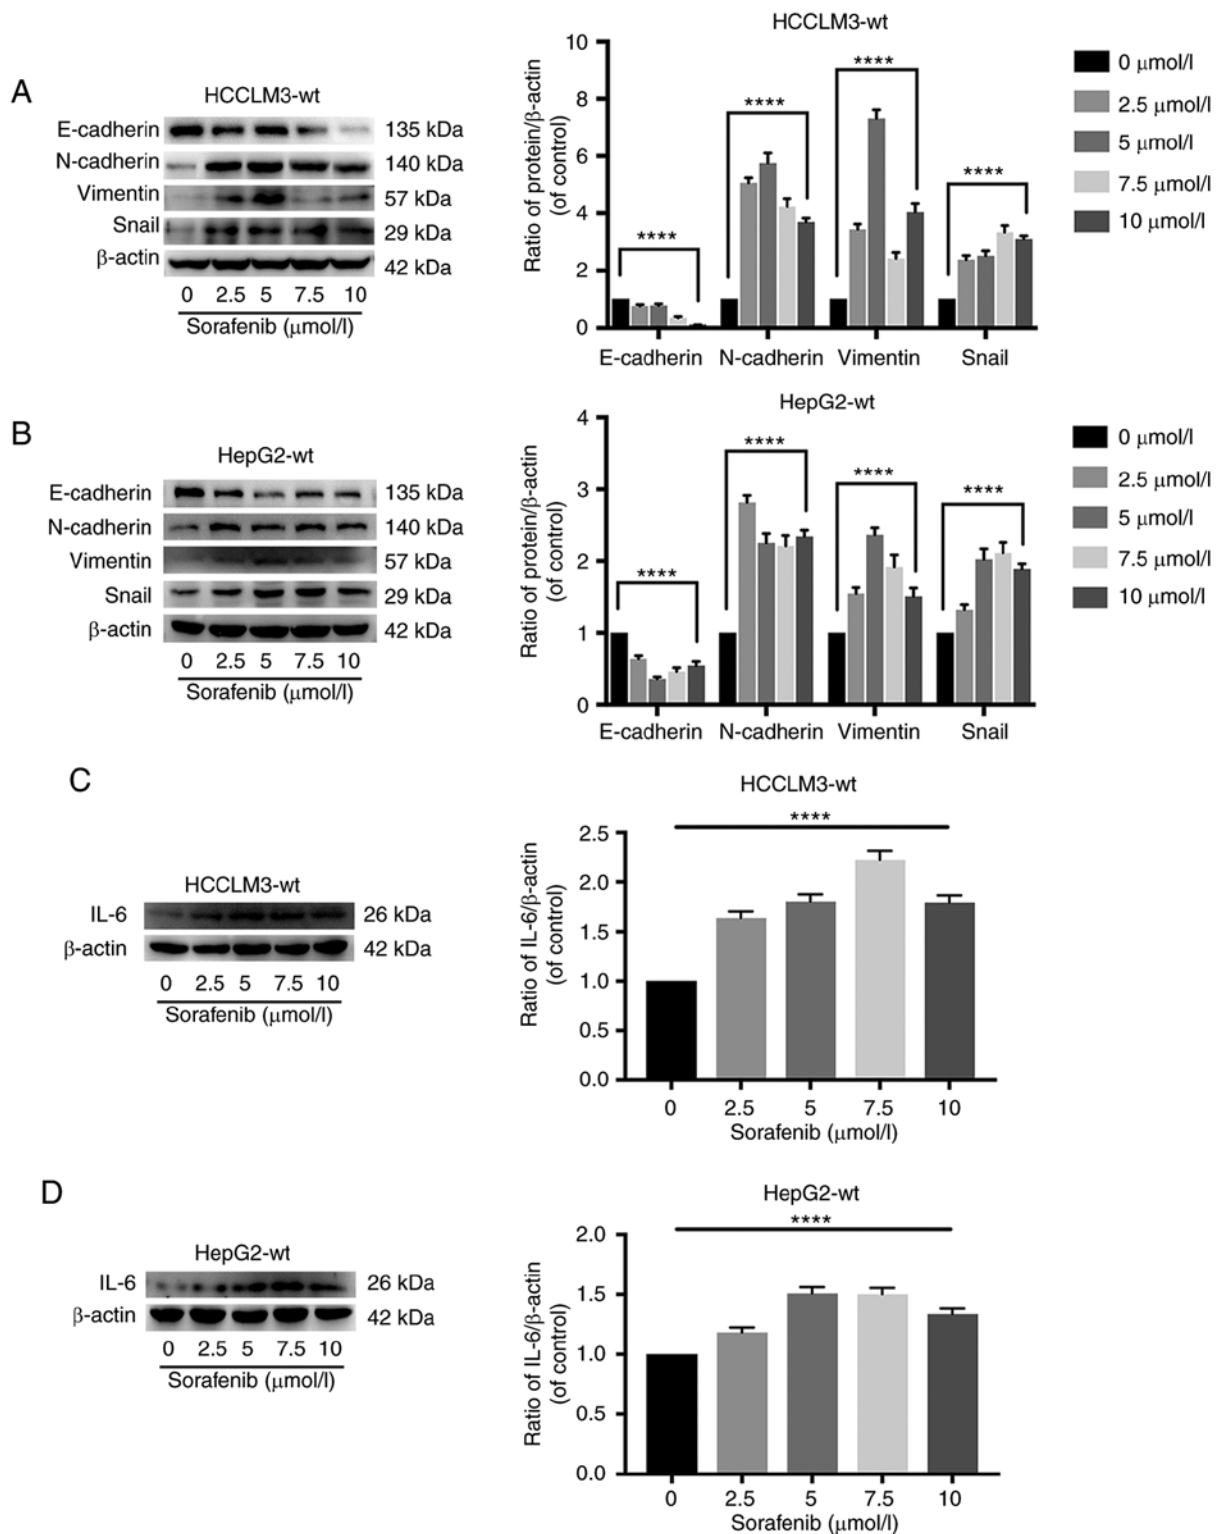 A
HCCLM3-wt
E-cadherin 135 kDa
N-cadherin 140 kDa
Vimentin 57 kDa
Snail 29 kDa
β-actin 42 kDa
0 2.5 5 7.5 10
Sorafenib (μmol/l)
HCCLM3-wt
Ratio of protein/β-actin
(of control)
10
8
6
4
2
0
****
****
****
****
E-cadherin N-cadherin Vimentin Snail
0 μmol/l
2.5 μmol/l
5 μmol/l
7.5 μmol/l
10 μmol/l
B
HepG2-wt
E-cadherin 135 kDa
N-cadherin 140 kDa
Vimentin 57 kDa
Snail 29 kDa
β-actin 42 kDa
0 2.5 5 7.5 10
Sorafenib (μmol/l)
HepG2-wt
Ratio of protein/β-actin
(of control)
4
3
2
1
0
****
****
****
****
E-cadherin N-cadherin Vimentin Snail
0 μmol/l
2.5 μmol/l
5 μmol/l
7.5 μmol/l
10 μmol/l
C
HCCLM3-wt
IL-6 26 kDa
β-actin 42 kDa
0 2.5 5 7.5 10
Sorafenib (μmol/l)
HCCLM3-wt
****
Ratio of IL-6/β-actin
(of control)
2.5
2.0
1.5
1.0
0.5
0.0
0 2.5 5 7.5 10
Sorafenib (μmol/l)
D
HepG2-wt
IL-6 26 kDa
β-actin 42 kDa
0 2.5 5 7.5 10
Sorafenib (μmol/l)
HepG2-wt
****
Ratio of IL-6/β-actin
(of control)
2.0
1.5
1.0
0.5
0.0
0 2.5 5 7.5 10
Sorafenib (μmol/l)